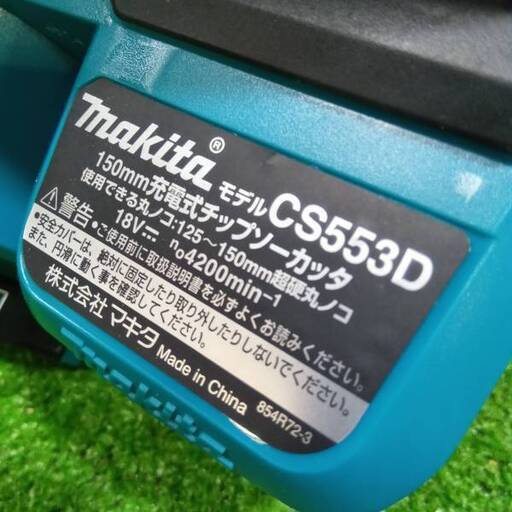 makita®
モデル CS553D
150mm充電式チップソーカッタ
使用できる丸ノコ:125～150mm超硬丸ノコ
18V⎓ n₀4200min-1
⚠警告・ご使用前に取扱説明書を必ずよくお読みください。
・安全カバーは、絶対に固定したり取り外したりしないでください。
また、円滑に動く事を確認してください。
株式会社 マキタ Made in China 854R72-3
makita